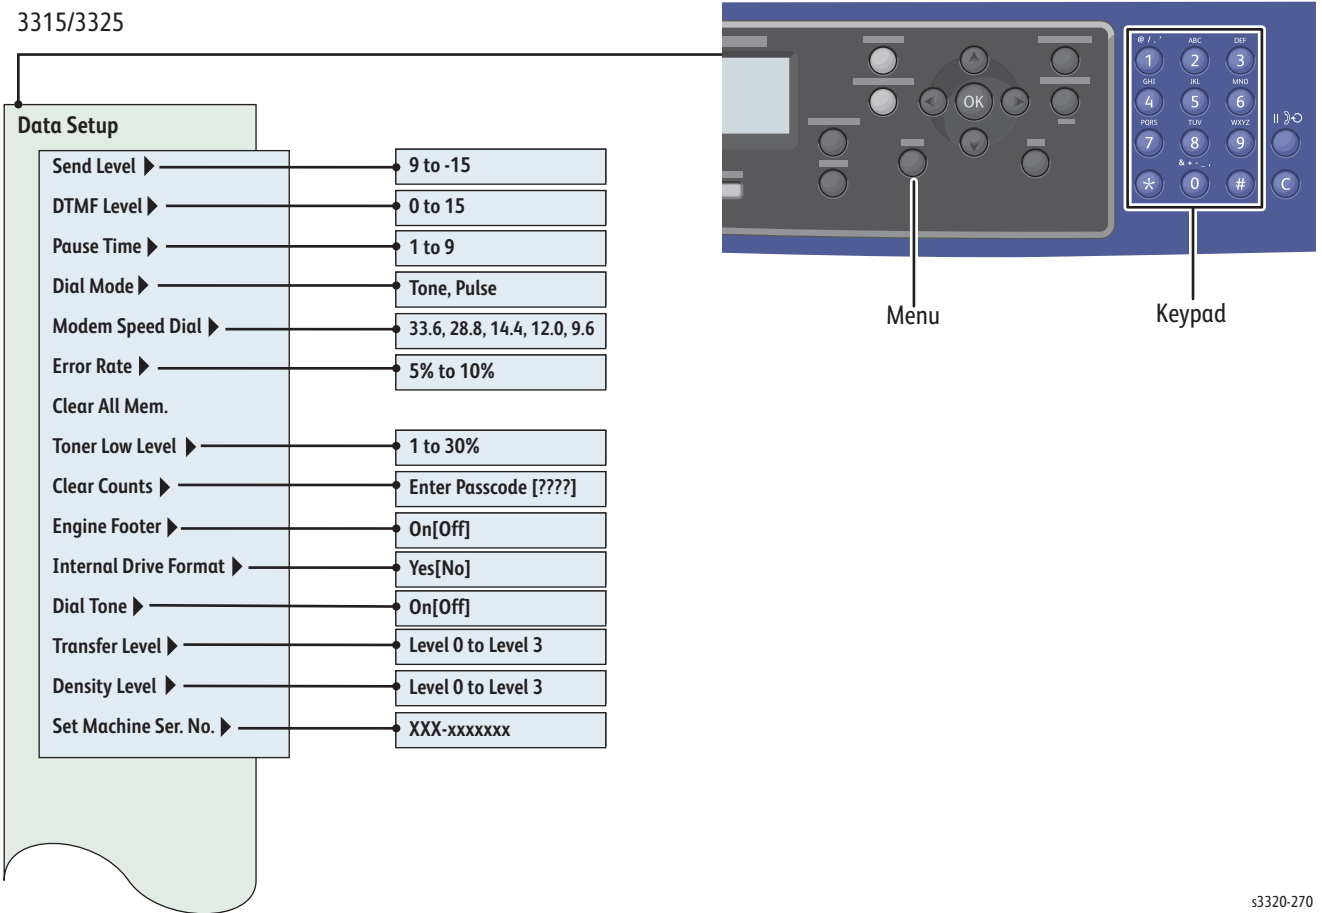 3315/3325
Data Setup
Send Level
9 to -15
DTMF Level
0 to 15
Pause Time
1 to 9
Dial Mode
Tone, Pulse
Modem Speed Dial
33.6, 28.8, 14.4, 12.0, 9.6
Error Rate
5% to 10%
Clear All Mem.
Toner Low Level
1 to 30%
Clear Counts
Enter Passcode [????]
Engine Footer
On[Off]
Internal Drive Format
Yes[No]
Dial Tone
On[Off]
Transfer Level
Level 0 to Level 3
Density Level
Level 0 to Level 3
Set Machine Ser. No.
XXX-xxxxxxx
OK
@ / . ' ABC DEF
1 2 3
GHI JKL MNO
4 5 6
PQRS TUV WXYZ
7 8 9
& + - _ ,
* 0 # C
Menu
Keypad
s3320-270